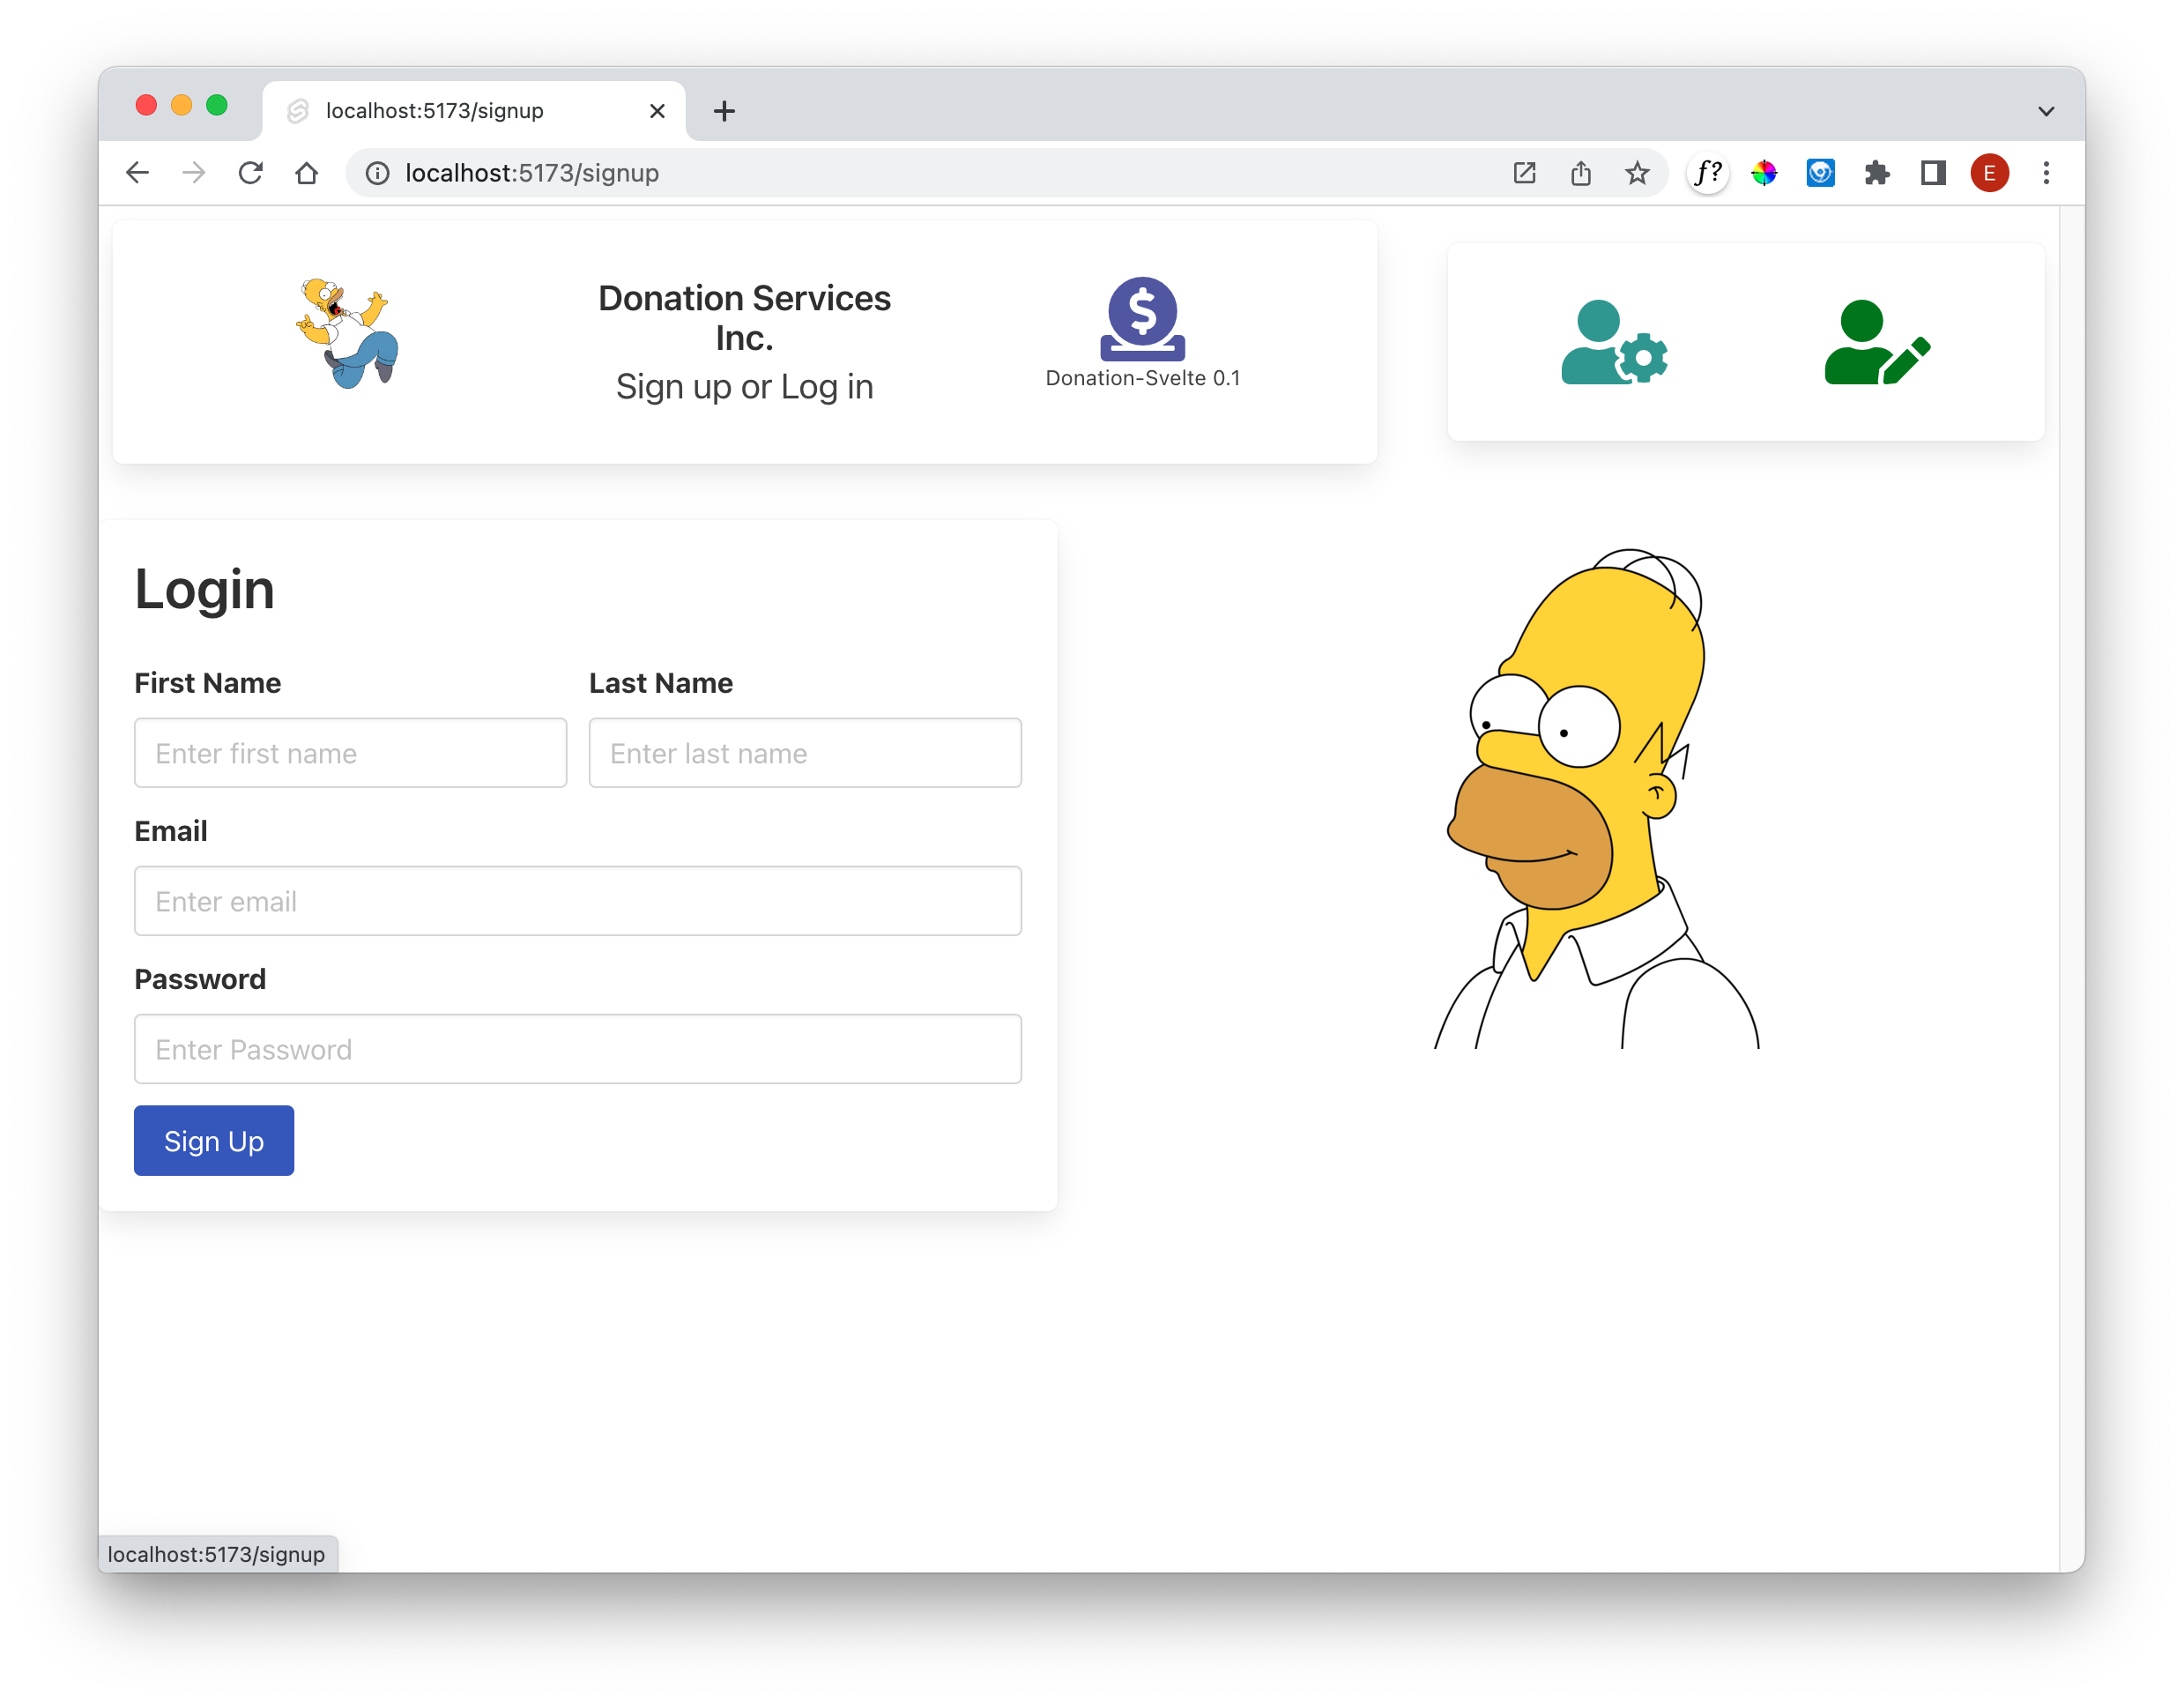 localhost:5173/signup
localhost:5173/signup
f?
E
Donation Services
Inc.
Sign up or Log in
$
Donation-Svelte 0.1
Login
First Name
Last Name
Enter first name
Enter last name
Email
Enter email
Password
Enter Password
Sign Up
localhost:5173/signup